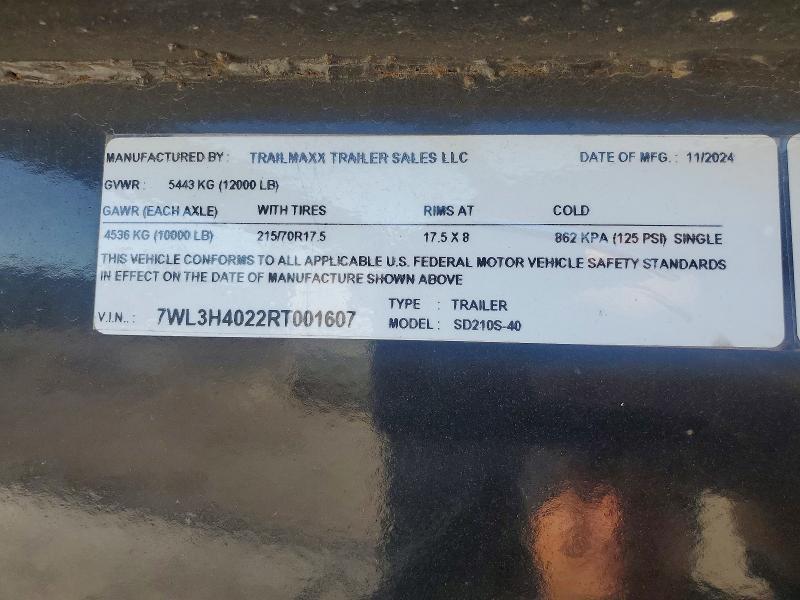 MANUFACTURED BY : TRAILMAXX TRAILER SALES LLC DATE OF MFG. : 11/2024
GVWR : 5443 KG (12000 LB)
GAWR (EACH AXLE) WITH TIRES RIMS AT COLD
4536 KG (10000 LB) 215/70R17.5 17.5 X 8 862 KPA (125 PSI) SINGLE
THIS VEHICLE CONFORMS TO ALL APPLICABLE U.S. FEDERAL MOTOR VEHICLE SAFETY STANDARDS
IN EFFECT ON THE DATE OF MANUFACTURE SHOWN ABOVE
TYPE : TRAILER
V.I.N.. : 7WL3H4022RT001607 MODEL : SD210S-40